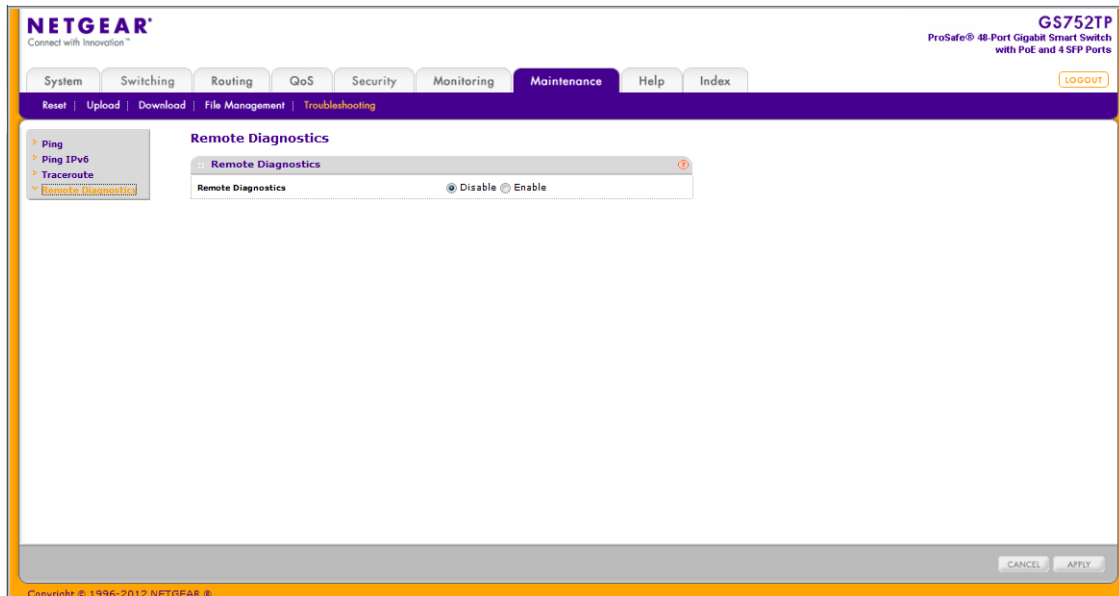 NETGEAR®
Connect with Innovation™
GS752TP
ProSafe® 48-Port Gigabit Smart Switch
with PoE and 4 SFP Ports
System Switching Routing QoS Security Monitoring Maintenance Help Index LOGOUT
Reset | Upload | Download | File Management | Troubleshooting
Ping
Ping IPv6
Traceroute
Remote Diagnostics
Remote Diagnostics
Remote Diagnostics ?
Remote Diagnostics Disable Enable
CANCEL APPLY
Copyright © 1996-2012 NETGEAR ®